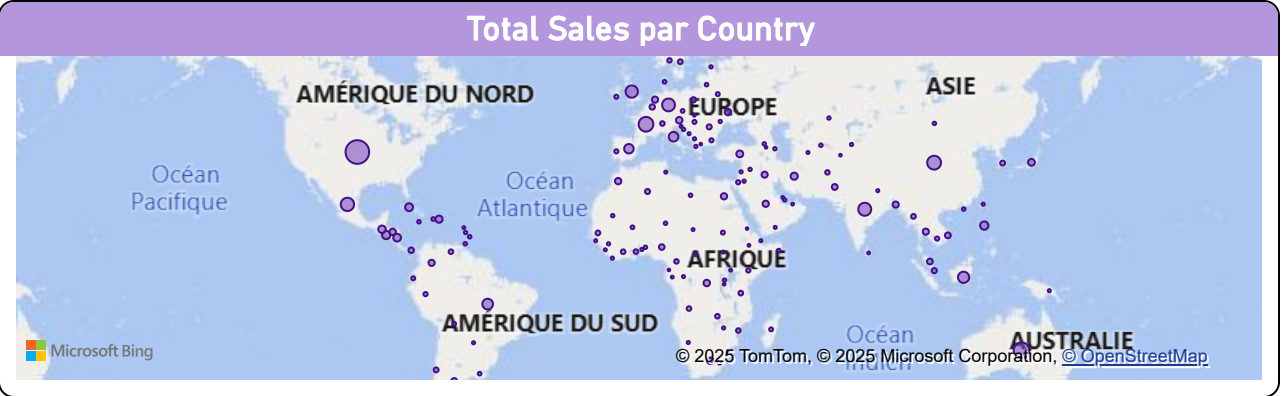 Total Sales par Country
AMÉRIQUE DU NORD
ASIE
EUROPE
Océan
Pacifique
Océan
Atlantique
AFRIQUE
AMÉRIQUE DU SUD
Océan
Indien
AUSTRALIE
Microsoft Bing
© 2025 TomTom, © 2025 Microsoft Corporation, © OpenStreetMap